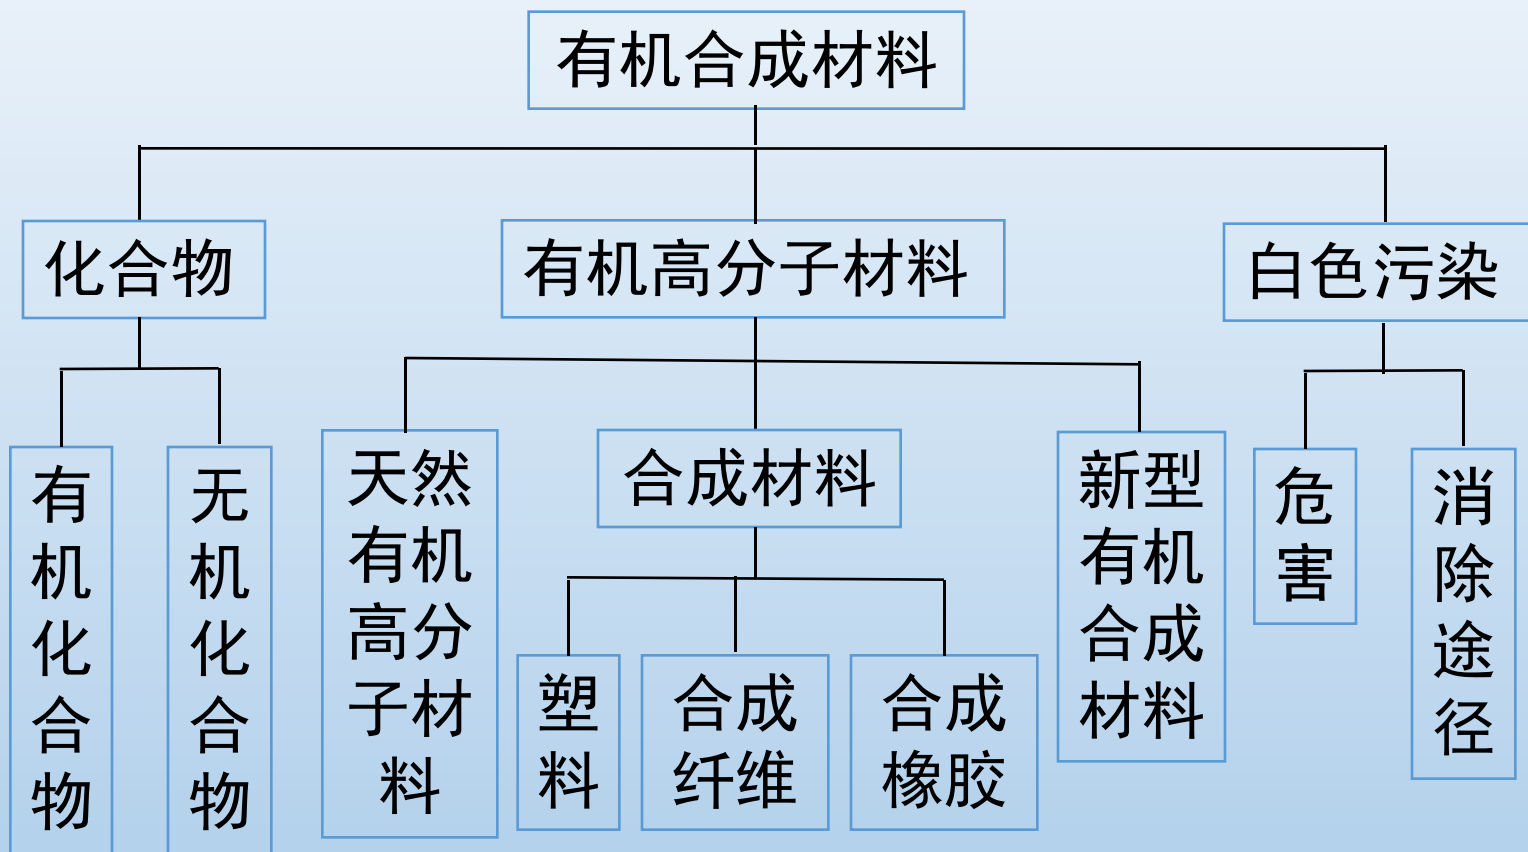 有机合成材料
化合物
有机高分子材料
白色污染
有机化合物
无机化合物
天然
有机
高分
子材
料
合成材料
塑料
合成
纤维
合成
橡胶
新型
有机
合成
材料
危害
消除途径